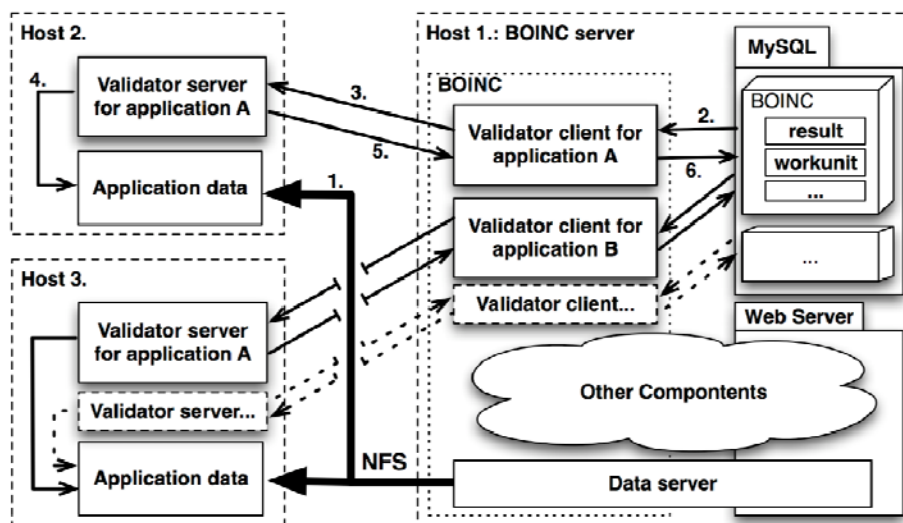 Host 2.
4.
Validator server
for application A
Application data
3.
5.
1.
Host 3.
Validator server
for application A
Validator server...
Application data
NFS
Host 1.: BOINC server
BOINC
Validator client for
application A
Validator client for
application B
Validator client...
2.
6.
MySQL
BOINC
result
workunit
...
...
Web Server
Other Compontents
Data server